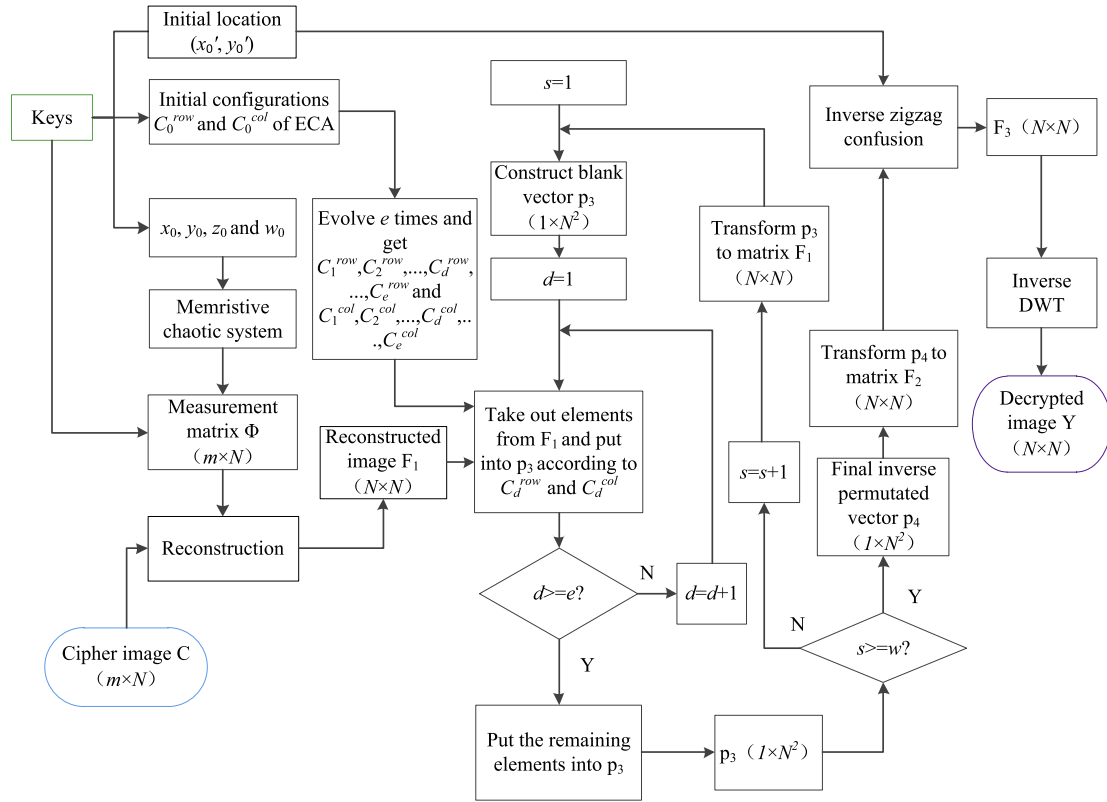 Initial location
(x₀′, y₀′)
Keys
Initial configurations
C₀ʳᵒʷ and C₀ᶜᵒˡ of ECA
x₀, y₀, z₀ and w₀
Memristive
chaotic system
Measurement
matrix Φ
（m×N）
Reconstruction
Cipher image C
（m×N）
Evolve e times and
get
C₁ʳᵒʷ,C₂ʳᵒʷ,...,C_dʳᵒʷ,
...,Cₑʳᵒʷ and
C₁ᶜᵒˡ,C₂ᶜᵒˡ,...,C_dᶜᵒˡ,..
.,Cₑᶜᵒˡ
Reconstructed
image F₁
（N×N）
s=1
Construct blank
vector p₃
（1×N²）
d=1
Take out elements
from F₁ and put
into p₃ according to
C_dʳᵒʷ and C_dᶜᵒˡ
d>=e?
N
d=d+1
Y
Put the remaining
elements into p₃
p₃（1×N²）
s>=w?
N
Y
s=s+1
Transform p₃
to matrix F₁
（N×N）
Final inverse
permutated
vector p₄
（1×N²）
Transform p₄ to
matrix F₂
（N×N）
Inverse zigzag
confusion
F₃（N×N）
Inverse
DWT
Decrypted
image Y
（N×N）